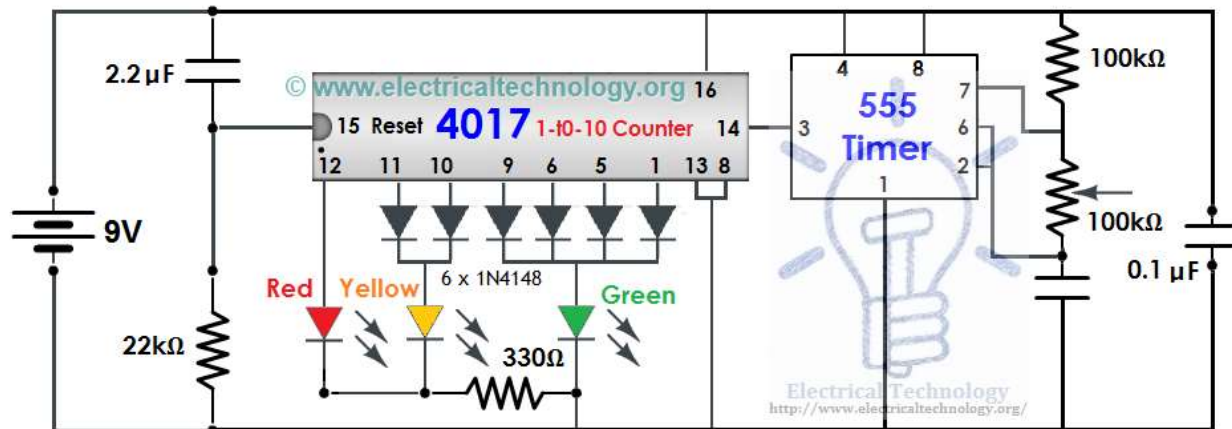 2.2 µF
© www.electricaltechnology.org
16
4 8
100kΩ
15 Reset 4017 1-t0-10 Counter 14
3 555 7
Timer 6
2
12 11 10 9 6 5 1 13 8
1
9V
100kΩ
6 x 1N4148
0.1 µF
Red Yellow Green
22kΩ
330Ω
Electrical Technology
http://www.electricaltechnology.org/